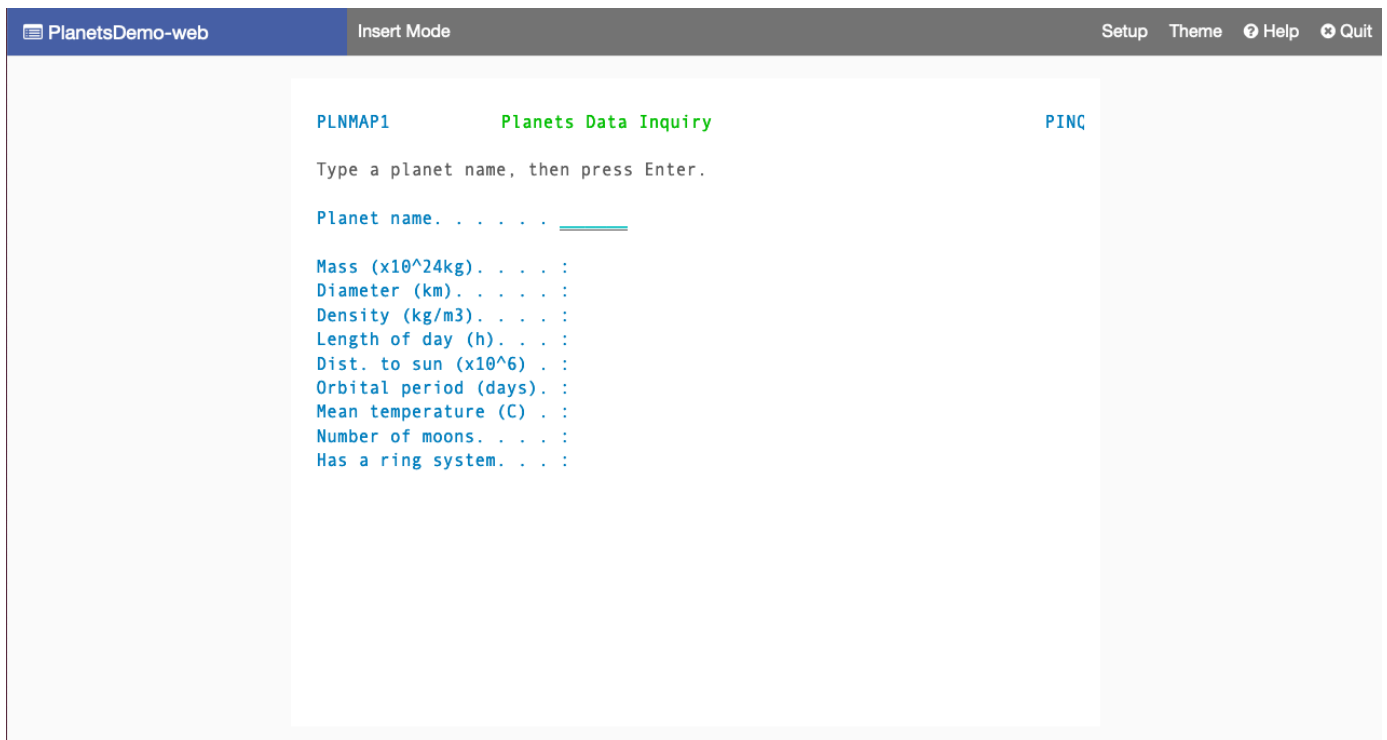 PlanetsDemo-web Insert Mode Setup Theme Help Quit
PLNMAP1 Planets Data Inquiry PINQ
Type a planet name, then press Enter.
Planet name. . . . . .
Mass (x10^24kg). . . . :
Diameter (km). . . . . :
Density (kg/m3). . . . :
Length of day (h). . . :
Dist. to sun (x10^6) . :
Orbital period (days). :
Mean temperature (C) . :
Number of moons. . . . :
Has a ring system. . . :